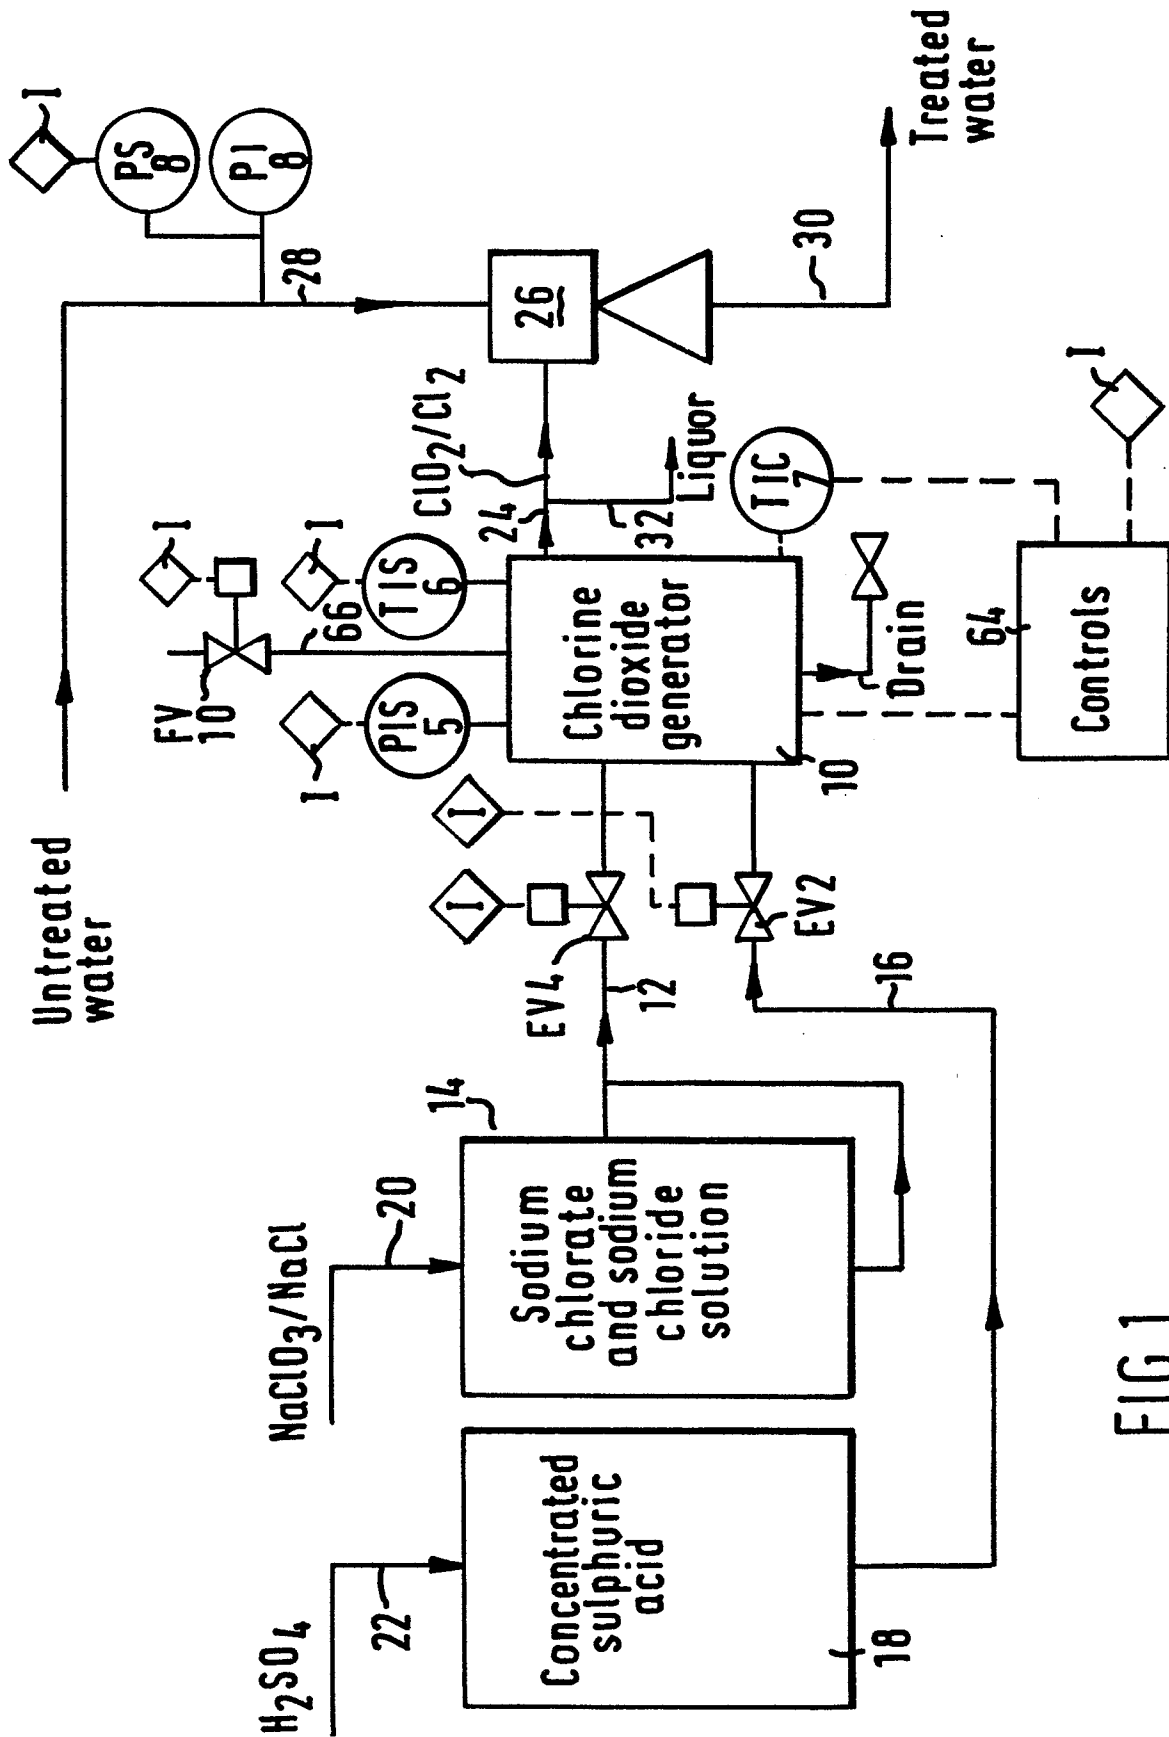 Untreated
water
I
PS
8
PI
8
28
Treated
water
30
26
ClO2/Cl2
24
32
Liquor
FV
10
I
66
I
TIS
6
I
PIS
5
TIC
7
I
I
I
EV4
12
EV2
16
Chlorine
dioxide
generator
10
Drain
64
Controls
I
NaClO3/NaCl
20
14
Sodium
chlorate
and sodium
chloride
solution
H2SO4
22
Concentrated
sulphuric
acid
18
FIG.1